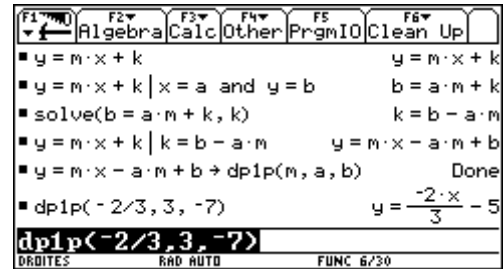 F1 F2 F3 F4 F5 F6
Algebra Calc Other PrgmIO Clean Up
▪ y = m·x + k y = m·x + k
▪ y = m·x + k | x = a and y = b b = a·m + k
▪ solve(b = a·m + k, k) k = b - a·m
▪ y = m·x + k | k = b - a·m y = m·x - a·m + b
▪ y = m·x - a·m + b → dp1p(m, a, b) Done
▪ dp1p(-2/3, 3, -7) y = -2·x/3 - 5
dp1p(-2/3,3,-7)
DROITES RAD AUTO FUNC 6/30